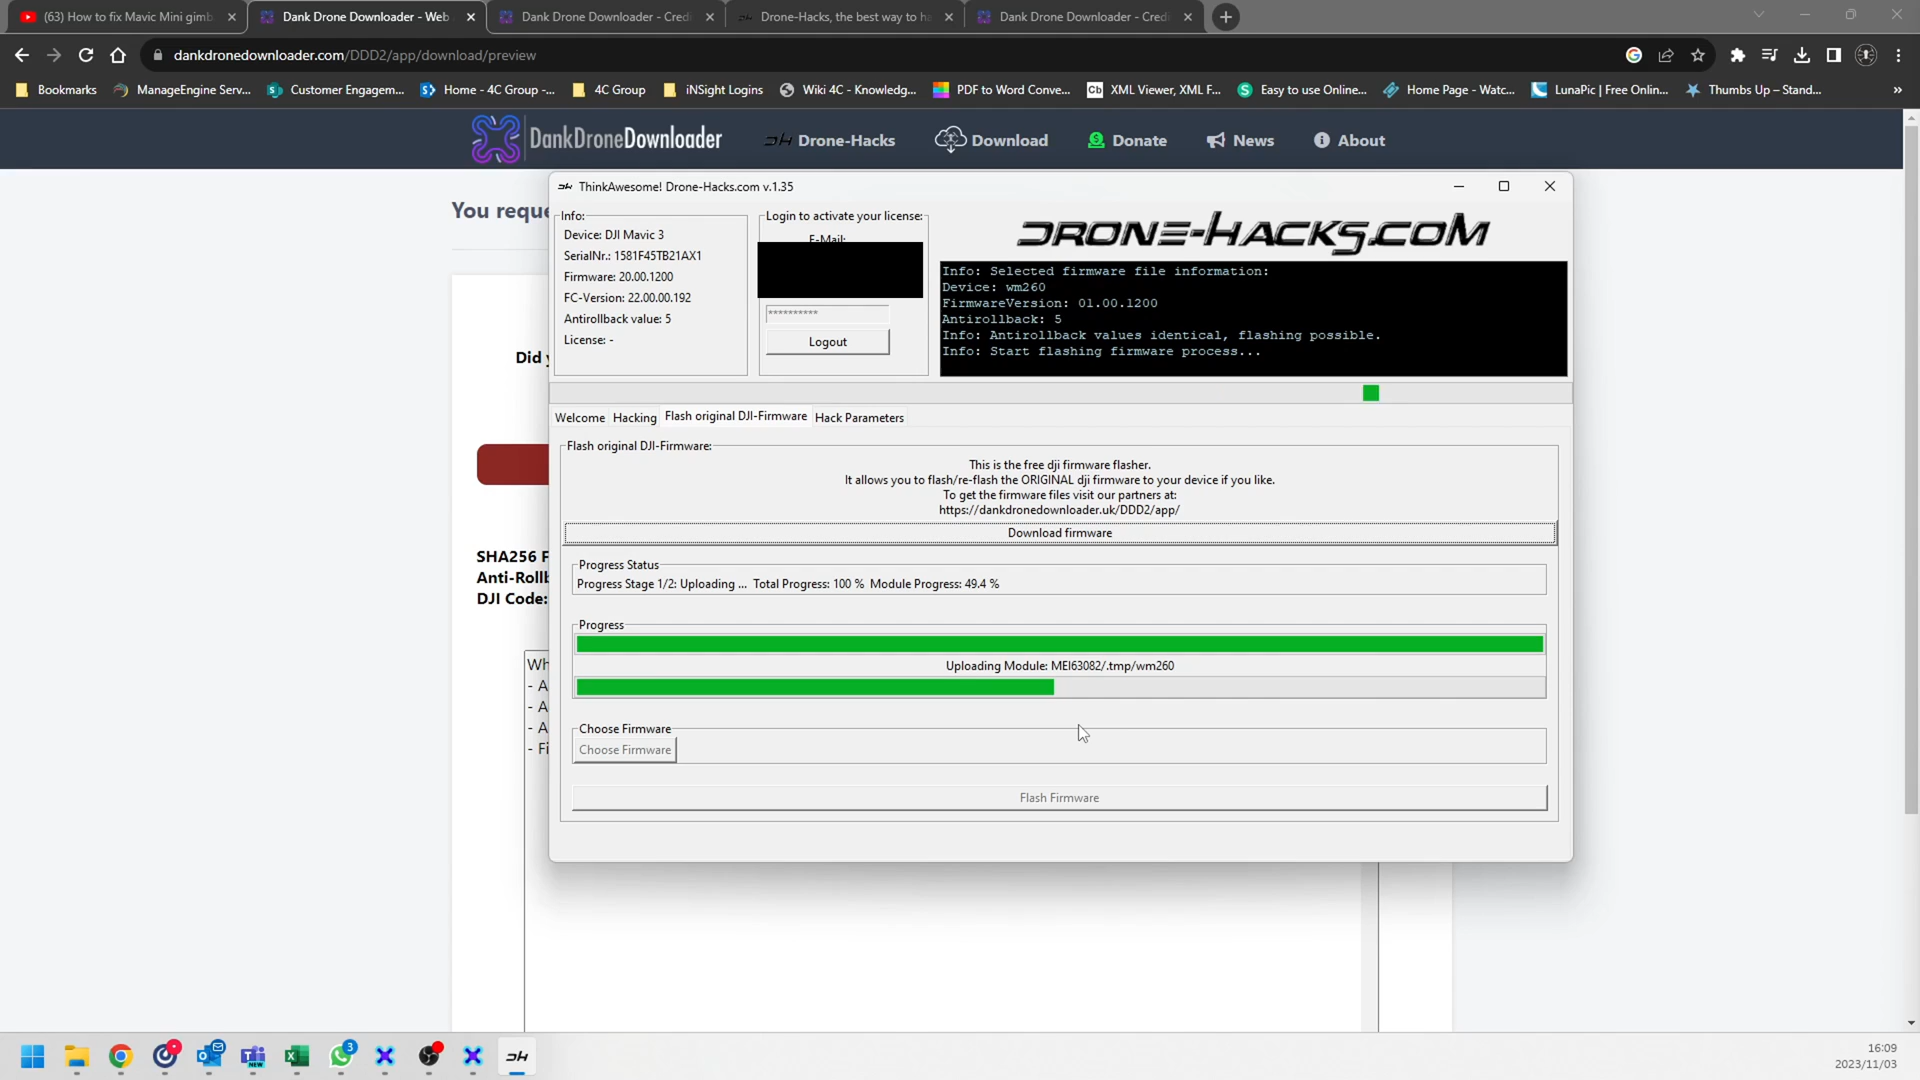 (63) How to fix Mavic Mini gimb
Dank Drone Downloader - Web
Dank Drone Downloader - Credi
Drone-Hacks, the best way to ha
Dank Drone Downloader - Credi
dankdronedownloader.com/DDD2/app/download/preview
Bookmarks
ManageEngine Serv...
Customer Engagem...
Home - 4C Group -...
4C Group
iNSight Logins
Wiki 4C - Knowledg...
PDF to Word Conve...
Cb XML Viewer, XML F...
Easy to use Online...
Home Page - Watc...
LunaPic | Free Onlin...
Thumbs Up – Stand...
»
DankDroneDownloader
Drone-Hacks
Download
Donate
News
About
You reque
ThinkAwesome! Drone-Hacks.com v.1.35
Info:
Device: DJI Mavic 3
SerialNr.: 1581F45TB21AX1
Firmware: 20.00.1200
FC-Version: 22.00.00.192
Antirollback value: 5
License: -
Login to activate your license:
E-Mail:
**********
Logout
DRONE-HACKS.COM
Info: Selected firmware file information:
Device: wm260
FirmwareVersion: 01.00.1200
Antirollback: 5
Info: Antirollback values identical, flashing possible.
Info: Start flashing firmware process...
Did y
Welcome
Hacking
Flash original DJI-Firmware
Hack Parameters
Flash original DJI-Firmware:
This is the free dji firmware flasher.
It allows you to flash/re-flash the ORIGINAL dji firmware to your device if you like.
To get the firmware files visit our partners at:
https://dankdronedownloader.uk/DDD2/app/
Download firmware
SHA256 F
Anti-Rollb
DJI Code:
Progress Status
Progress Stage 1/2: Uploading ... Total Progress: 100 % Module Progress: 49.4 %
Progress
Uploading Module: MEI63082/.tmp/wm260
Wh
- A
- A
- A
- Fi
Choose Firmware
Choose Firmware
Flash Firmware
NEW
3
16:09
2023/11/03